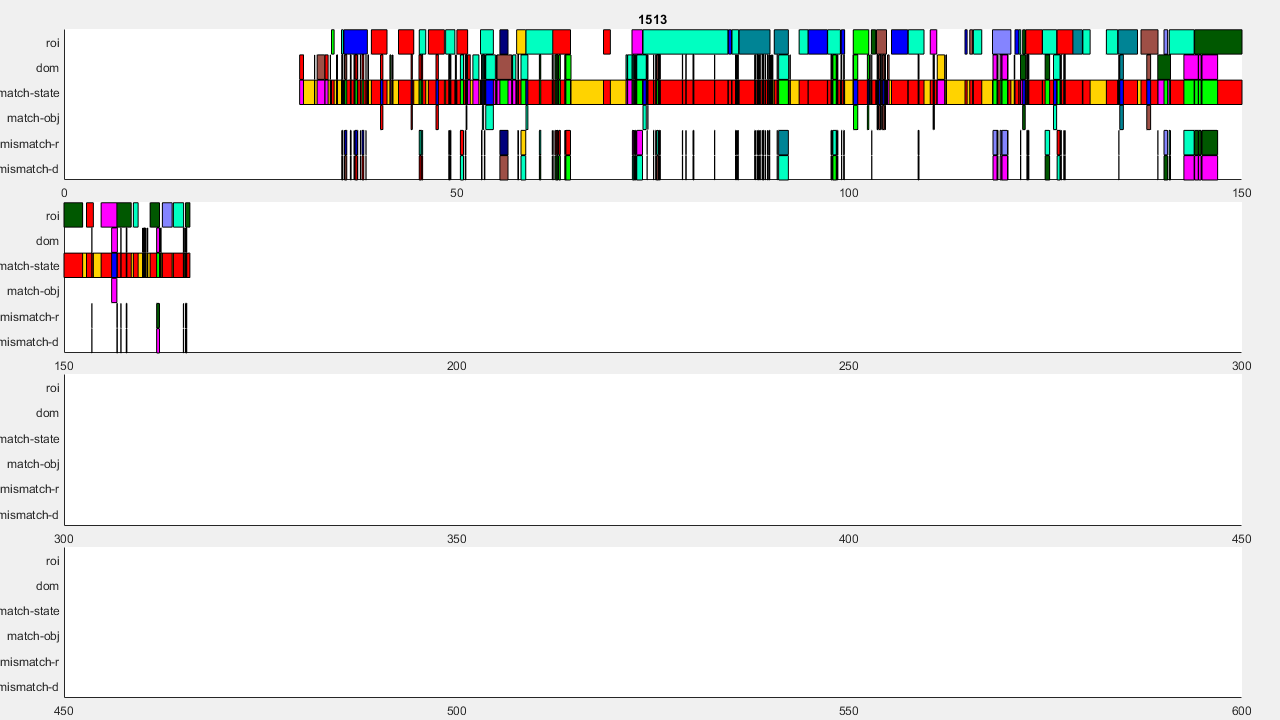 1513
roi
dom
match-state
match-obj
mismatch-r
mismatch-d
0 50 100 150
roi
dom
match-state
match-obj
mismatch-r
mismatch-d
150 200 250 300
roi
dom
match-state
match-obj
mismatch-r
mismatch-d
300 350 400 450
roi
dom
match-state
match-obj
mismatch-r
mismatch-d
450 500 550 600